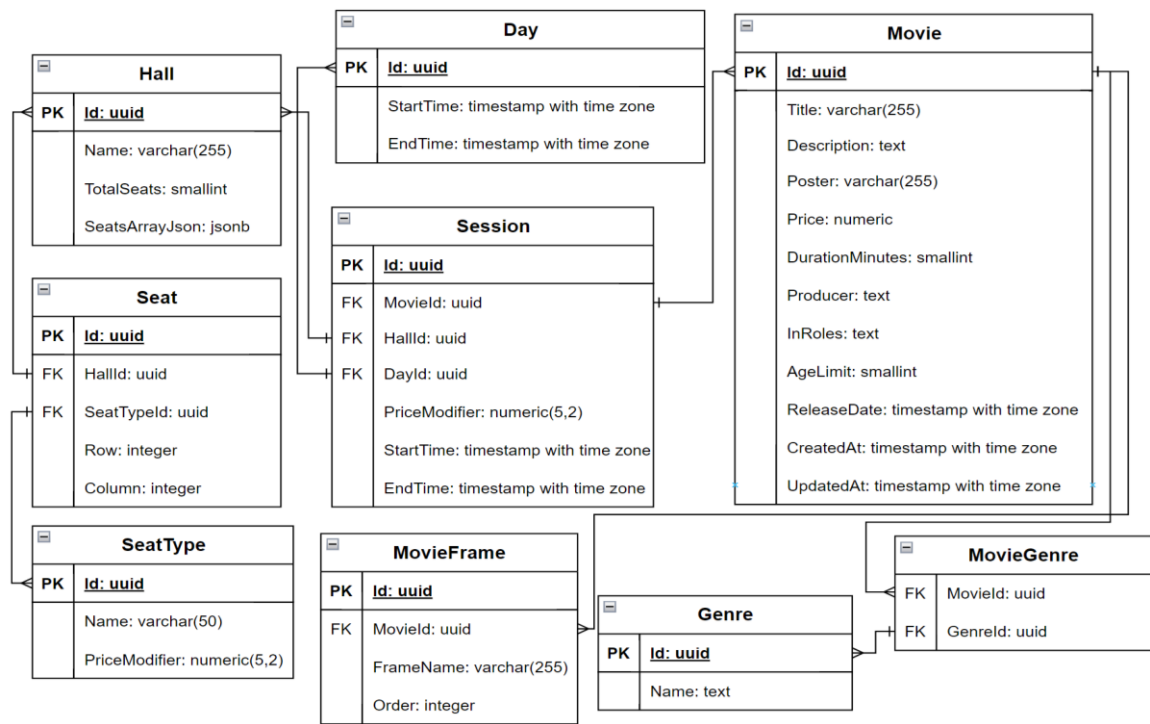 Hall
PK Id: uuid
Name: varchar(255)
TotalSeats: smallint
SeatsArrayJson: jsonb
Seat
PK Id: uuid
FK HallId: uuid
FK SeatTypeId: uuid
Row: integer
Column: integer
SeatType
PK Id: uuid
Name: varchar(50)
PriceModifier: numeric(5,2)
Day
PK Id: uuid
StartTime: timestamp with time zone
EndTime: timestamp with time zone
Session
PK Id: uuid
FK MovieId: uuid
FK HallId: uuid
FK DayId: uuid
PriceModifier: numeric(5,2)
StartTime: timestamp with time zone
EndTime: timestamp with time zone
Movie
PK Id: uuid
Title: varchar(255)
Description: text
Poster: varchar(255)
Price: numeric
DurationMinutes: smallint
Producer: text
InRoles: text
AgeLimit: smallint
ReleaseDate: timestamp with time zone
CreatedAt: timestamp with time zone
UpdatedAt: timestamp with time zone
MovieFrame
PK Id: uuid
FK MovieId: uuid
FrameName: varchar(255)
Order: integer
Genre
PK Id: uuid
Name: text
MovieGenre
FK MovieId: uuid
FK GenreId: uuid